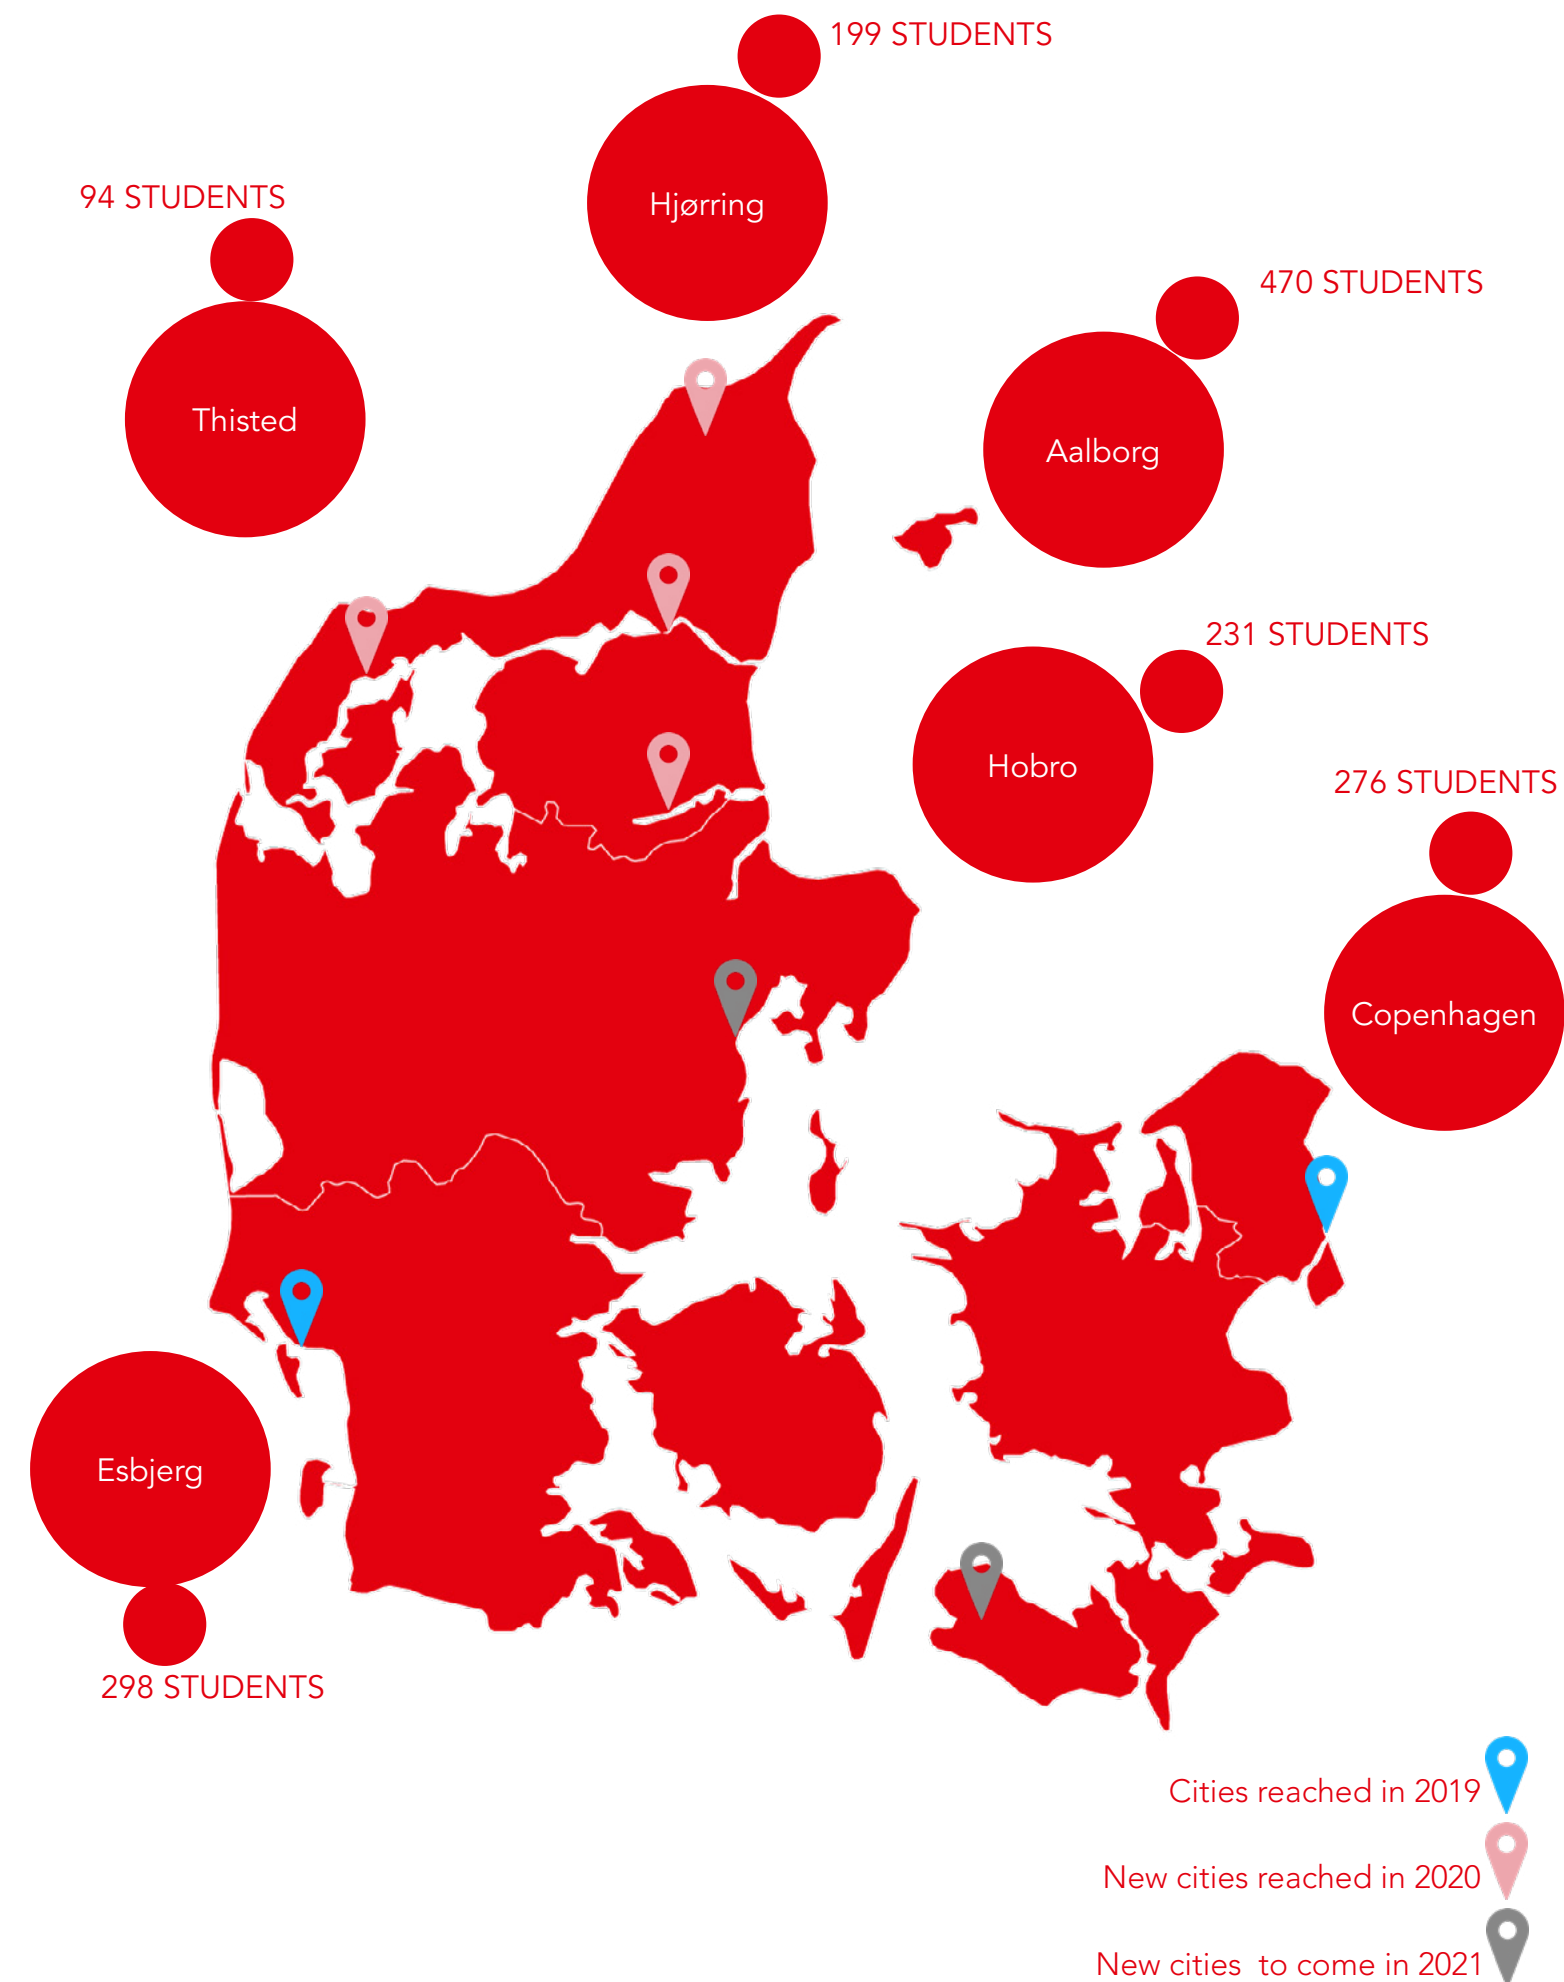 199 STUDENTS
Hjørring
94 STUDENTS
Thisted
470 STUDENTS
Aalborg
231 STUDENTS
Hobro
276 STUDENTS
Copenhagen
Esbjerg
298 STUDENTS
Cities reached in 2019
New cities reached in 2020
New cities  to come in 2021